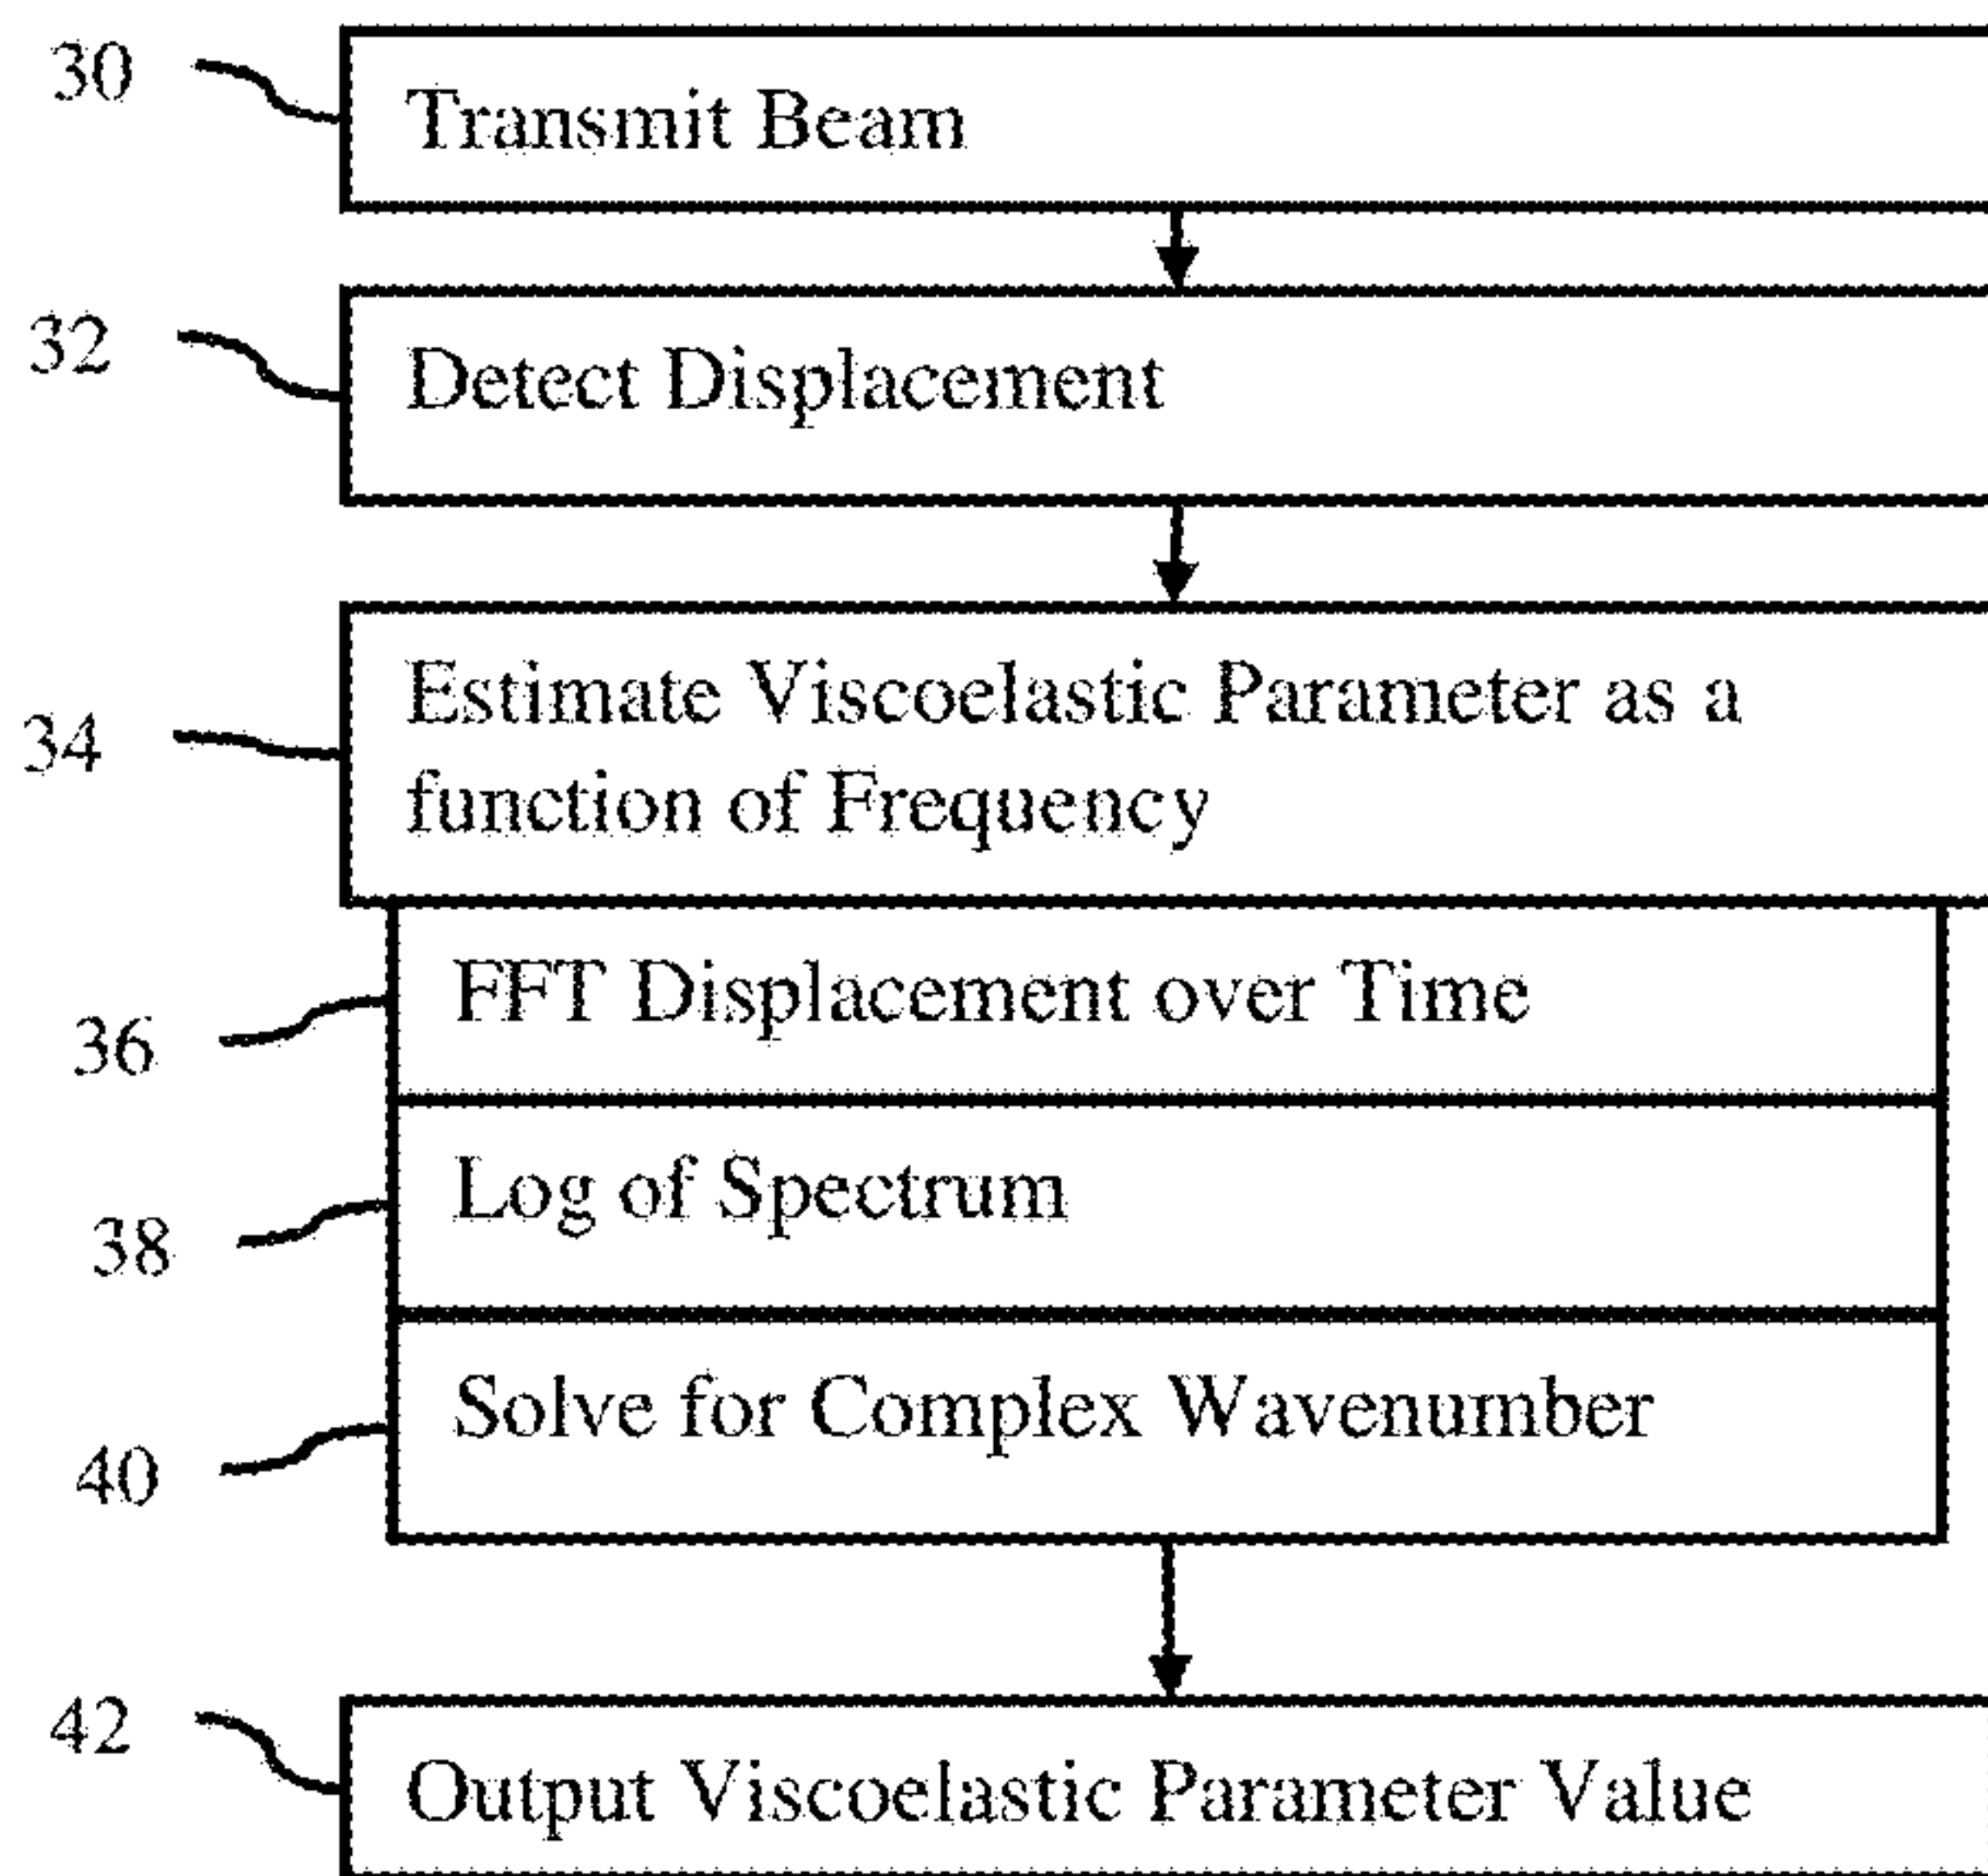 30
Transmit Beam
32
Detect Displacement
34
Estimate Viscoelastic Parameter as a
function of Frequency
36
FFT Displacement over Time
38
Log of Spectrum
40
Solve for Complex Wavenumber
42
Output Viscoelastic Parameter Value